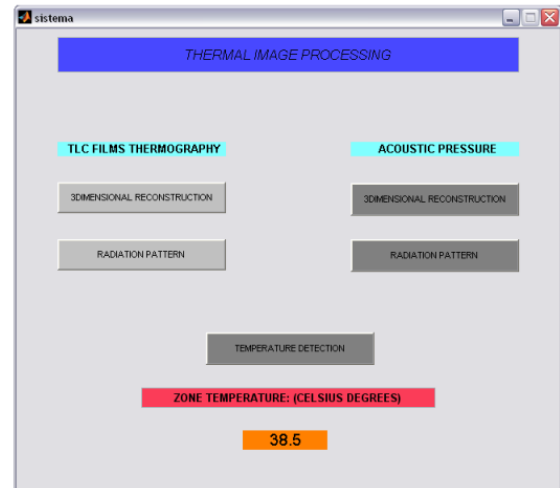 sistema
THERMAL IMAGE PROCESSING
TLC FILMS THERMOGRAPHY
ACOUSTIC PRESSURE
3DIMENSIONAL RECONSTRUCTION
3DIMENSIONAL RECONSTRUCTION
RADIATION PATTERN
RADIATION PATTERN
TEMPERATURE DETECTION
ZONE TEMPERATURE: (CELSIUS DEGREES)
38.5